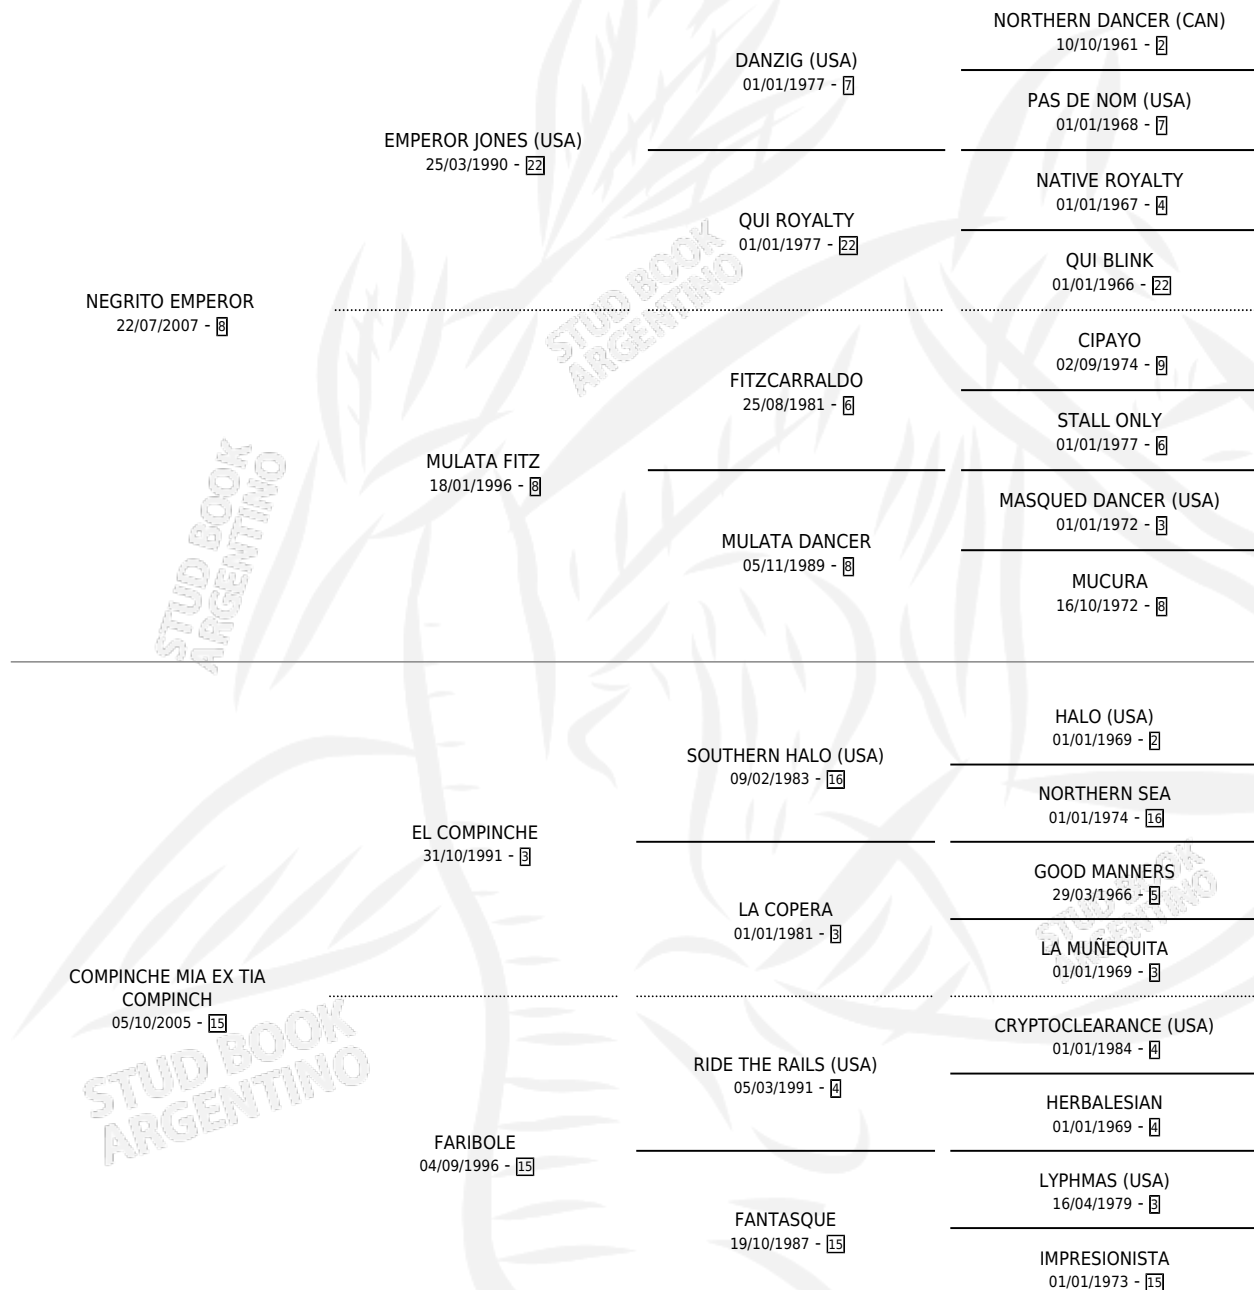 NORTHERN DANCER (CAN)
10/10/1961 - 2
DANZIG (USA)
01/01/1977 - 7
PAS DE NOM (USA)
01/01/1968 - 7
EMPEROR JONES (USA)
25/03/1990 - 22
NATIVE ROYALTY
01/01/1967 - 4
QUI ROYALTY
01/01/1977 - 22
QUI BLINK
01/01/1966 - 22
NEGRITO EMPEROR
22/07/2007 - 8
STUD BOOK
ARGENTINO
CIPAYO
02/09/1974 - 9
FITZCARRALDO
25/08/1981 - 6
STALL ONLY
01/01/1977 - 6
MULATA FITZ
18/01/1996 - 8
MASQUED DANCER (USA)
01/01/1972 - 3
MULATA DANCER
05/11/1989 - 8
MUCURA
16/10/1972 - 8
STUD BOOK
ARGENTINO
HALO (USA)
01/01/1969 - 2
SOUTHERN HALO (USA)
09/02/1983 - 16
NORTHERN SEA
01/01/1974 - 16
EL COMPINCHE
31/10/1991 - 3
GOOD MANNERS
29/03/1966 - 5
LA COPERA
01/01/1981 - 3
LA MUÑEQUITA
01/01/1969 - 3
STUD BOOK
ARGENTINO
COMPINCHE MIA EX TIA
COMPINCH
05/10/2005 - 15
CRYPTOCLEARANCE (USA)
01/01/1984 - 4
RIDE THE RAILS (USA)
05/03/1991 - 4
HERBALESIAN
01/01/1969 - 4
STUD BOOK
ARGENTINO
FARIBOLE
04/09/1996 - 15
LYPHMAS (USA)
16/04/1979 - 3
FANTASQUE
19/10/1987 - 15
IMPRESIONISTA
01/01/1973 - 15